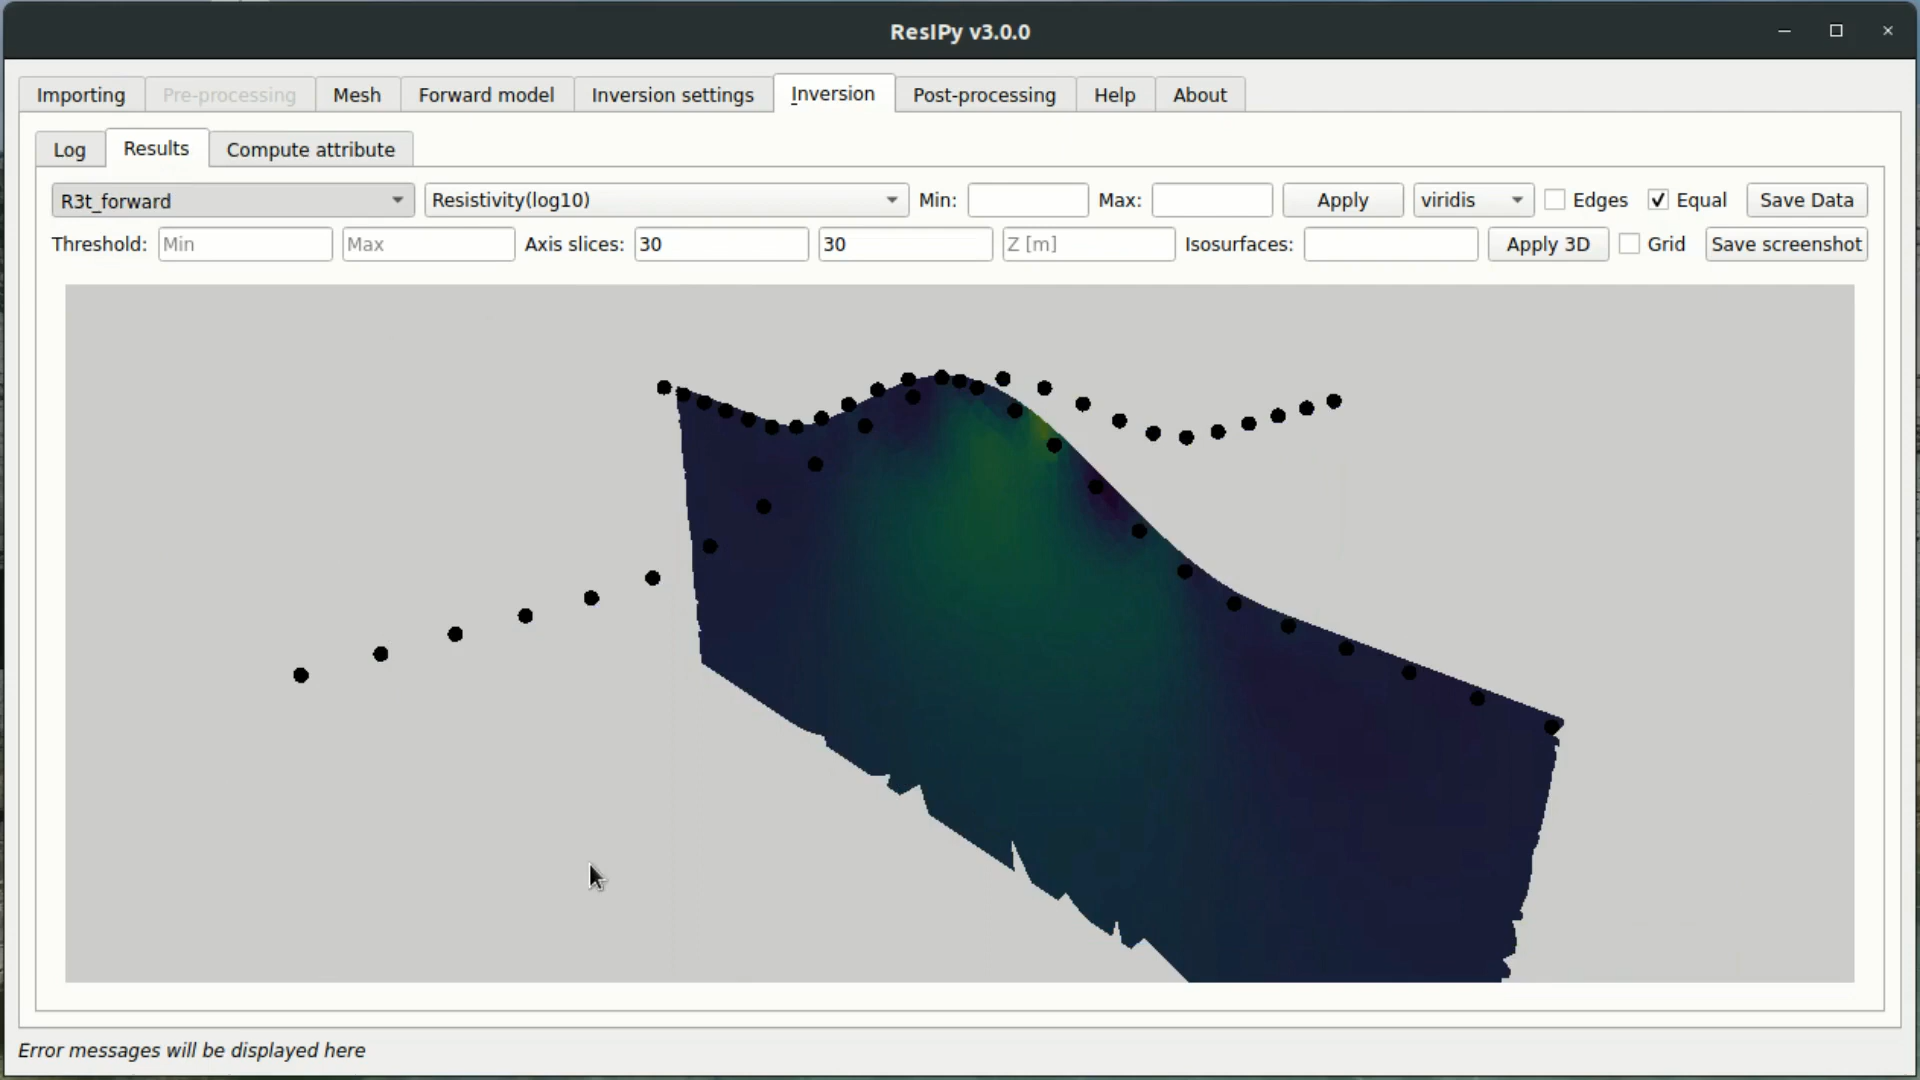 ResIPy v3.0.0
Importing Pre-processing Mesh Forward model Inversion settings Inversion Post-processing Help About
Log Results Compute attribute
R3t_forward Resistivity(log10) Min: Max: Apply viridis Edges Equal Save Data
Threshold: Min Max Axis slices: 30 30 Z [m] Isosurfaces: Apply 3D Grid Save screenshot
Error messages will be displayed here